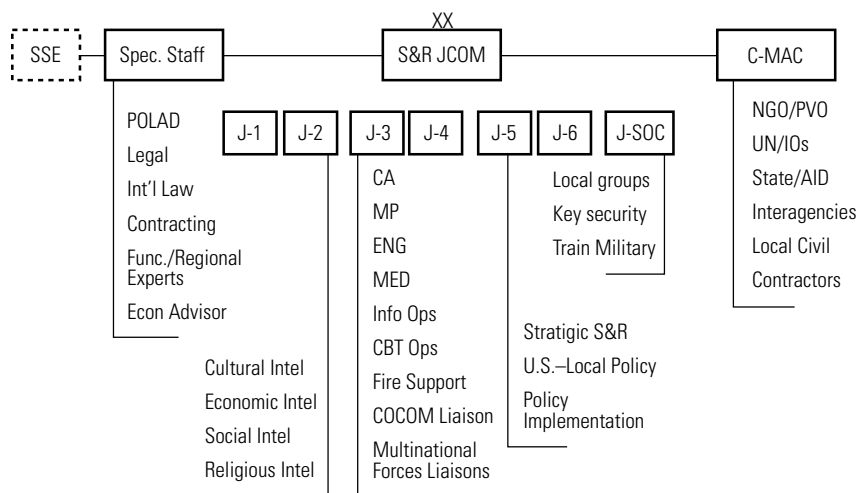 XX
SSE
Spec. Staff
S&R JCOM
C-MAC
POLAD
Legal
Int'l Law
Contracting
Func./Regional
Experts
Econ Advisor
J-1
J-2
J-3
J-4
J-5
J-6
J-SOC
Cultural Intel
Economic Intel
Social Intel
Religious Intel
CA
MP
ENG
MED
Info Ops
CBT Ops
Fire Support
COCOM Liaison
Multinational
Forces Liaisons
Stratigic S&R
U.S.–Local Policy
Policy
Implementation
Local groups
Key security
Train Military
NGO/PVO
UN/IOs
State/AID
Interagencies
Local Civil
Contractors